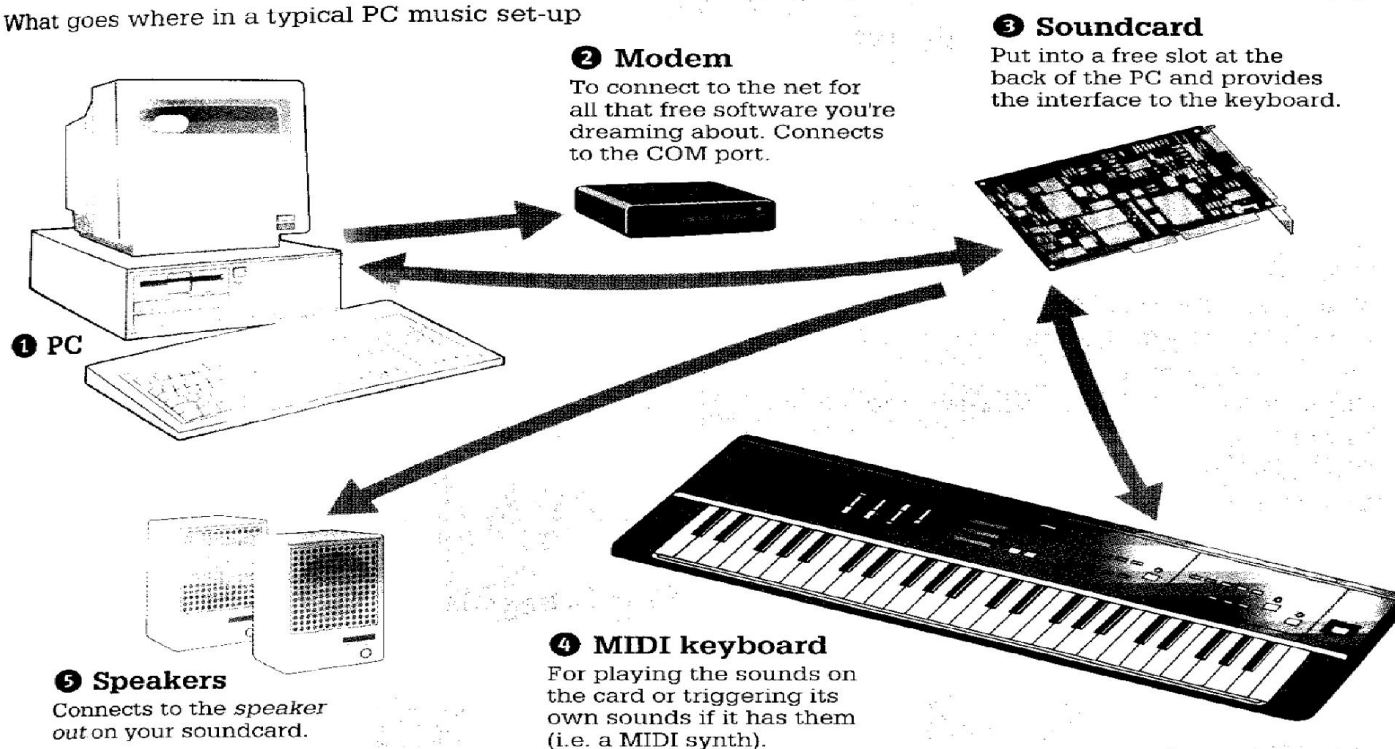 What goes where in a typical PC music set-up
❶ PC
❷ Modem
To connect to the net for
all that free software you're
dreaming about. Connects
to the COM port.
❸ Soundcard
Put into a free slot at the
back of the PC and provides
the interface to the keyboard.
❹ MIDI keyboard
For playing the sounds on
the card or triggering its
own sounds if it has them
(i.e. a MIDI synth).
❺ Speakers
Connects to the speaker
out on your soundcard.